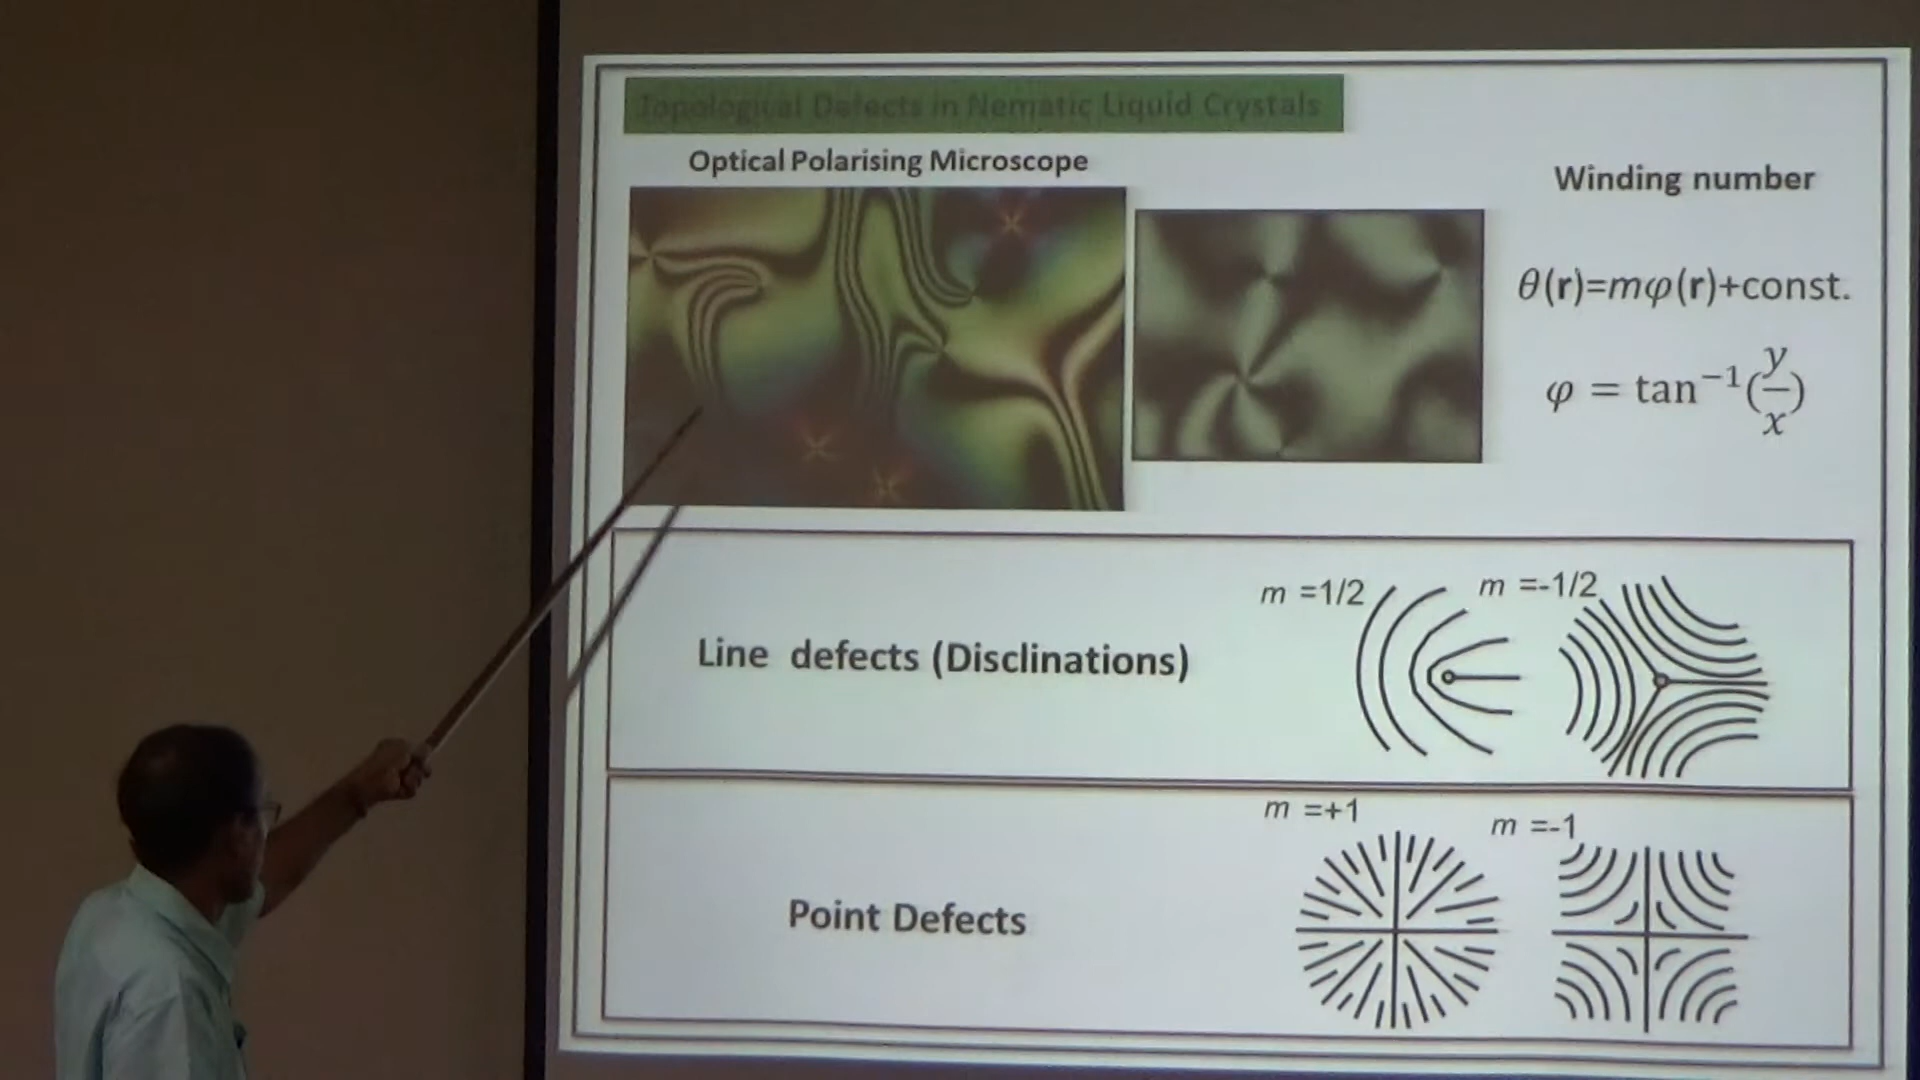 Topological Defects in Nematic Liquid Crystals
Optical Polarising Microscope
Winding number
θ(r)=mφ(r)+const.
φ = tan⁻¹(y/x)
Line defects (Disclinations)
m =1/2
m =-1/2
Point Defects
m =+1
m =-1